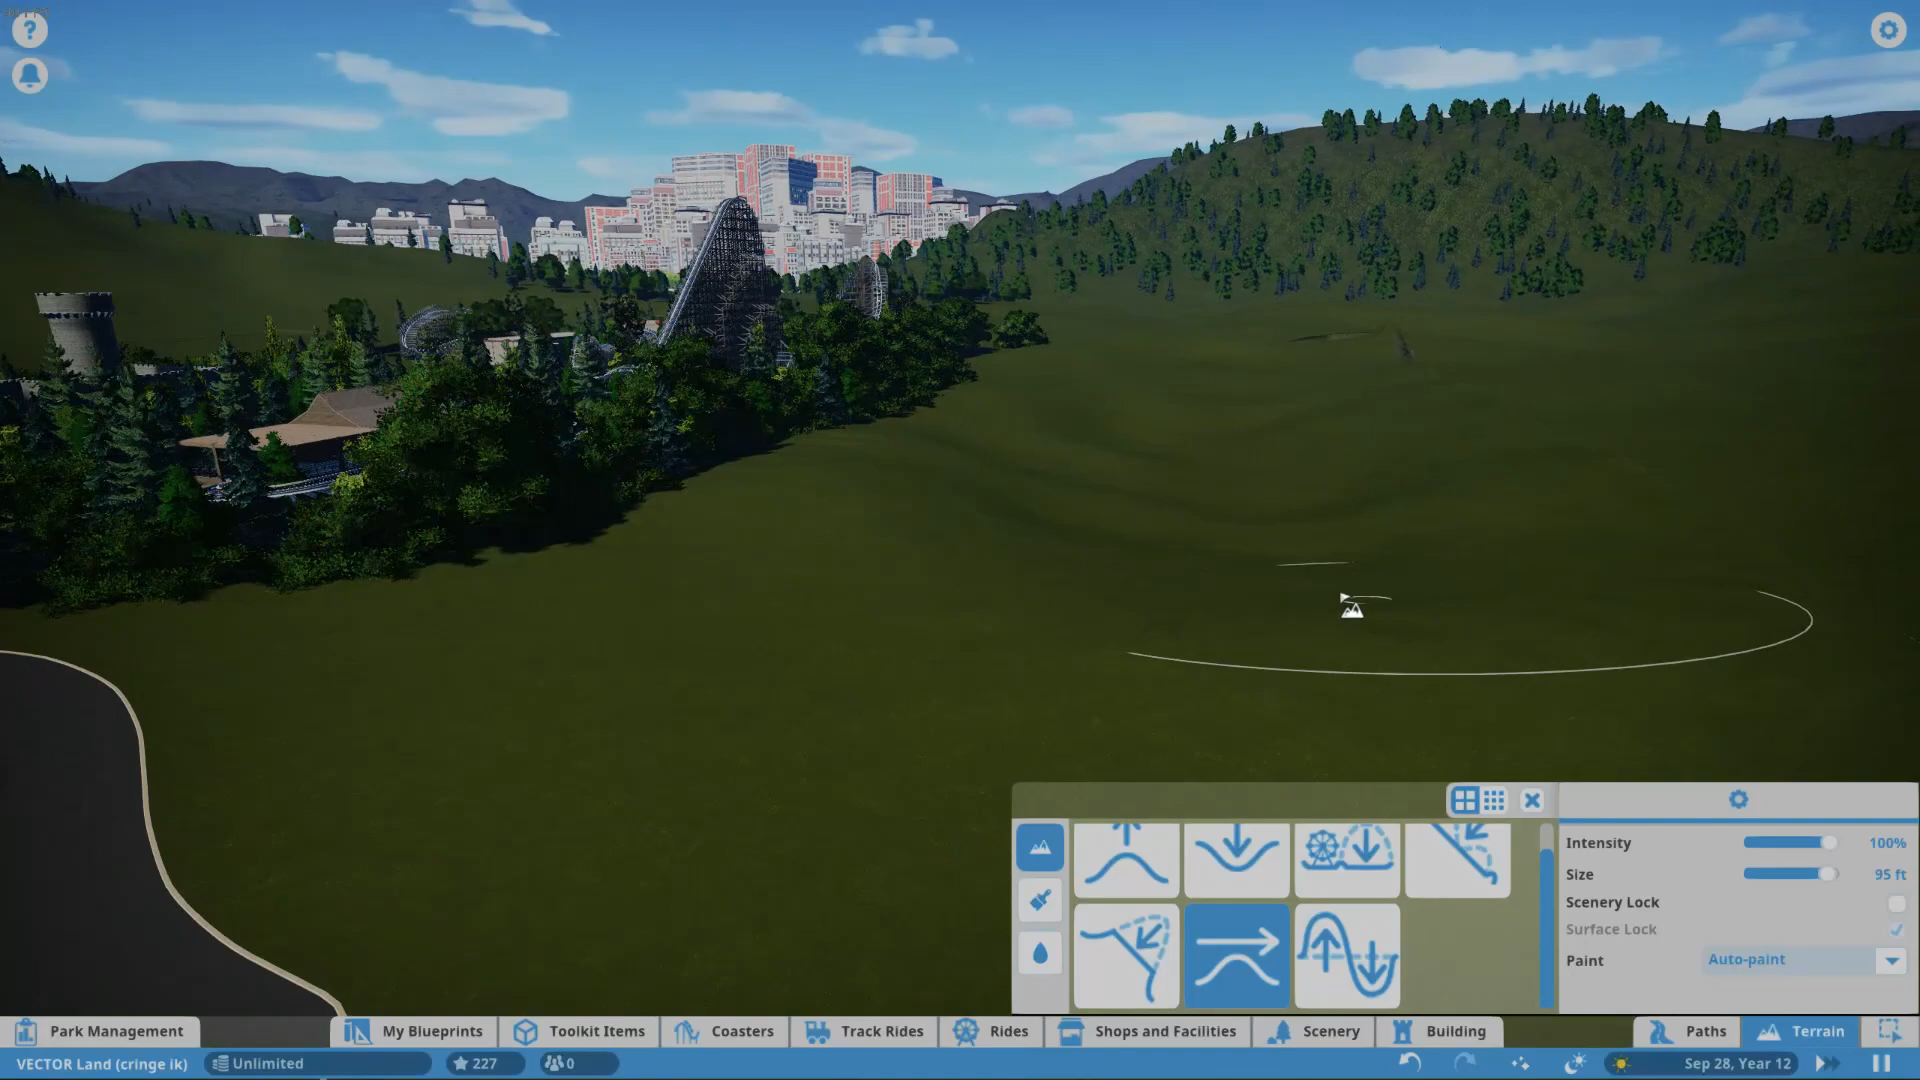 Intensity 100%
Size 95 ft
Scenery Lock
Surface Lock
Paint Auto-paint
Park Management My Blueprints Toolkit Items Coasters Track Rides Rides Shops and Facilities Scenery Building Paths Terrain
VECTOR Land (cringe ik) Unlimited 227 0 Sep 28, Year 12